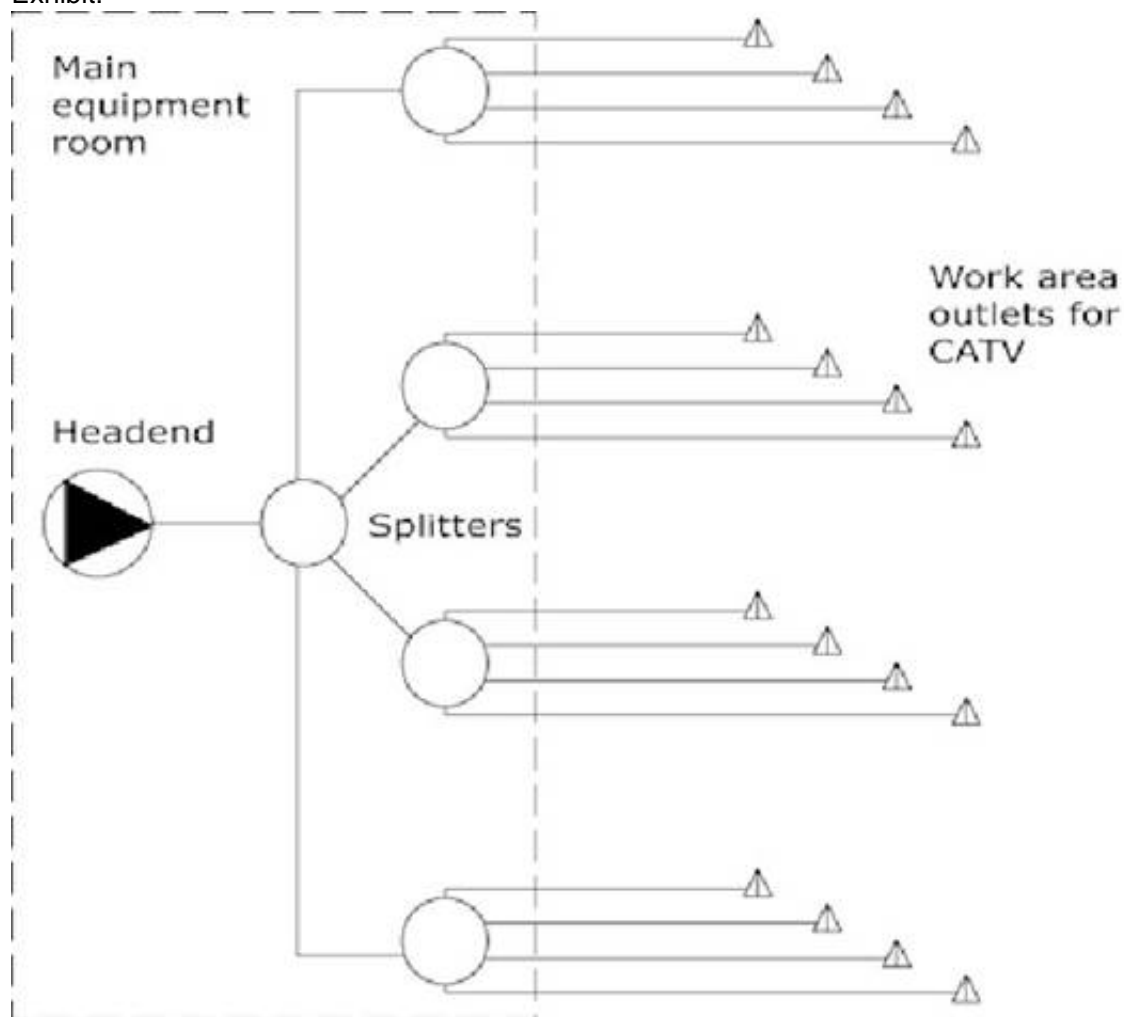 Exhibit:
Main
equipment
room
Work area
outlets for
CATV
Headend
Splitters